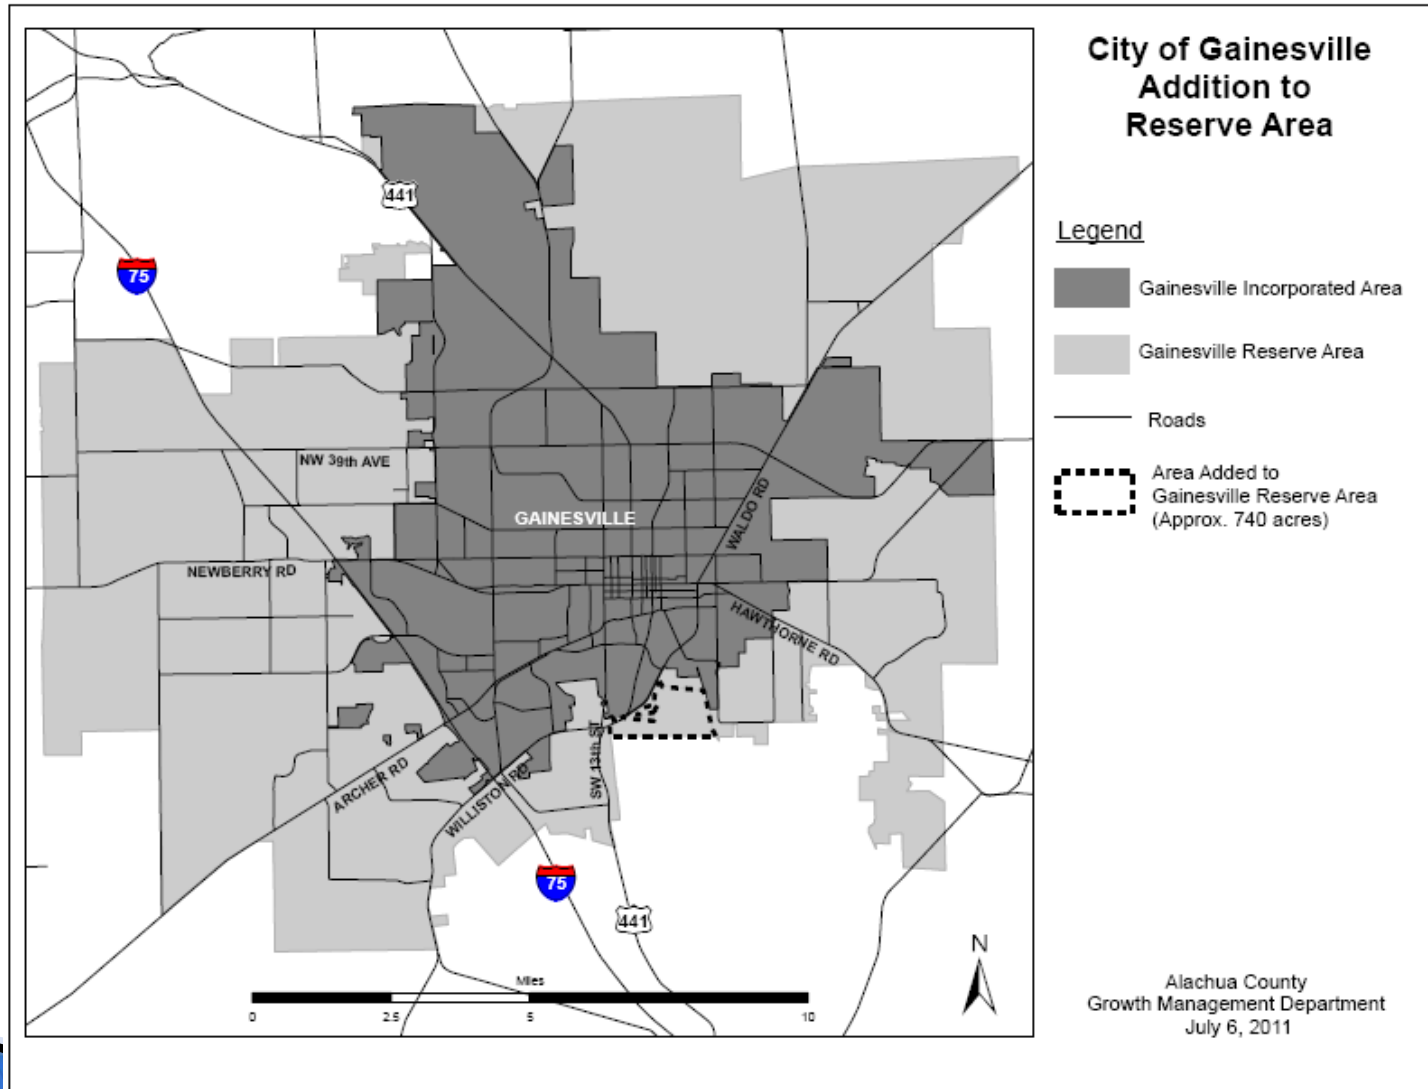 City of Gainesville
Addition to
Reserve Area
Legend
Gainesville Incorporated Area
Gainesville Reserve Area
Roads
Area Added to
Gainesville Reserve Area
(Approx. 740 acres)
441
75
NW 39th AVE
GAINESVILLE
WALDO RD
NEWBERRY RD
HAWTHORNE RD
SW 13th ST
ARCHER RD
WILLISTON RD
75
441
N
Miles
0 2.5 5 10
Alachua County
Growth Management Department
July 6, 2011